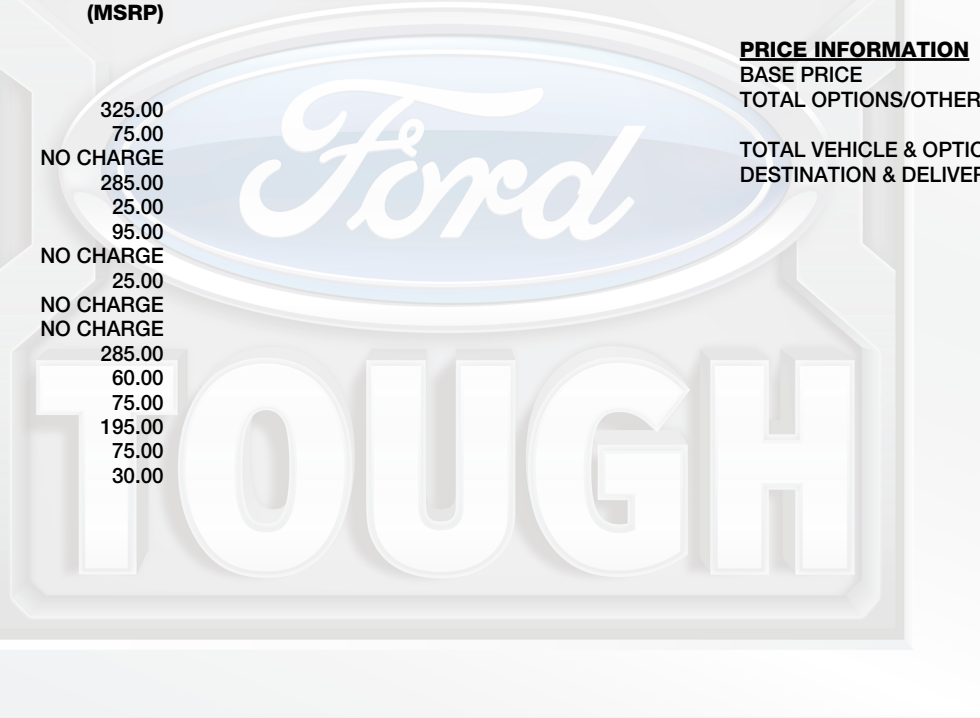 (MSRP)
325.00
75.00
NO CHARGE
285.00
25.00
95.00
NO CHARGE
25.00
NO CHARGE
NO CHARGE
285.00
60.00
75.00
195.00
75.00
30.00
PRICE INFORMATION
BASE PRICE
TOTAL OPTIONS/OTHER
TOTAL VEHICLE & OPTIO
DESTINATION & DELIVER
Ford
TOUGH